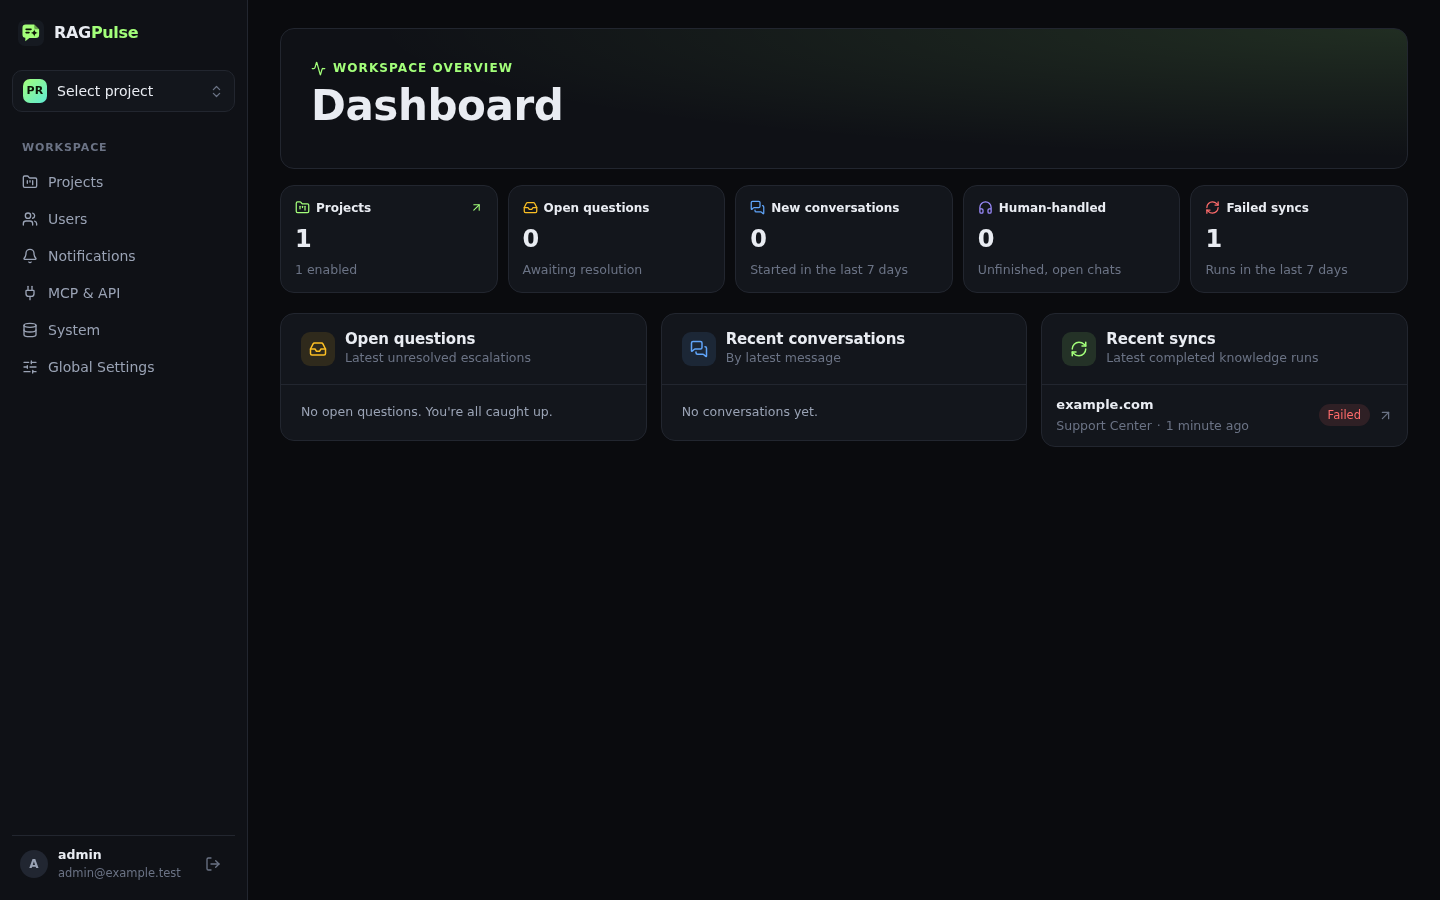 RAGPulse
PR Select project
WORKSPACE
Projects
Users
Notifications
MCP & API
System
Global Settings
A
admin
admin@example.test
WORKSPACE OVERVIEW
Dashboard
Projects
1
1 enabled
Open questions
0
Awaiting resolution
New conversations
0
Started in the last 7 days
Human-handled
0
Unfinished, open chats
Failed syncs
1
Runs in the last 7 days
Open questions
Latest unresolved escalations
No open questions. You're all caught up.
Recent conversations
By latest message
No conversations yet.
Recent syncs
Latest completed knowledge runs
example.com
Support Center · 1 minute ago
Failed